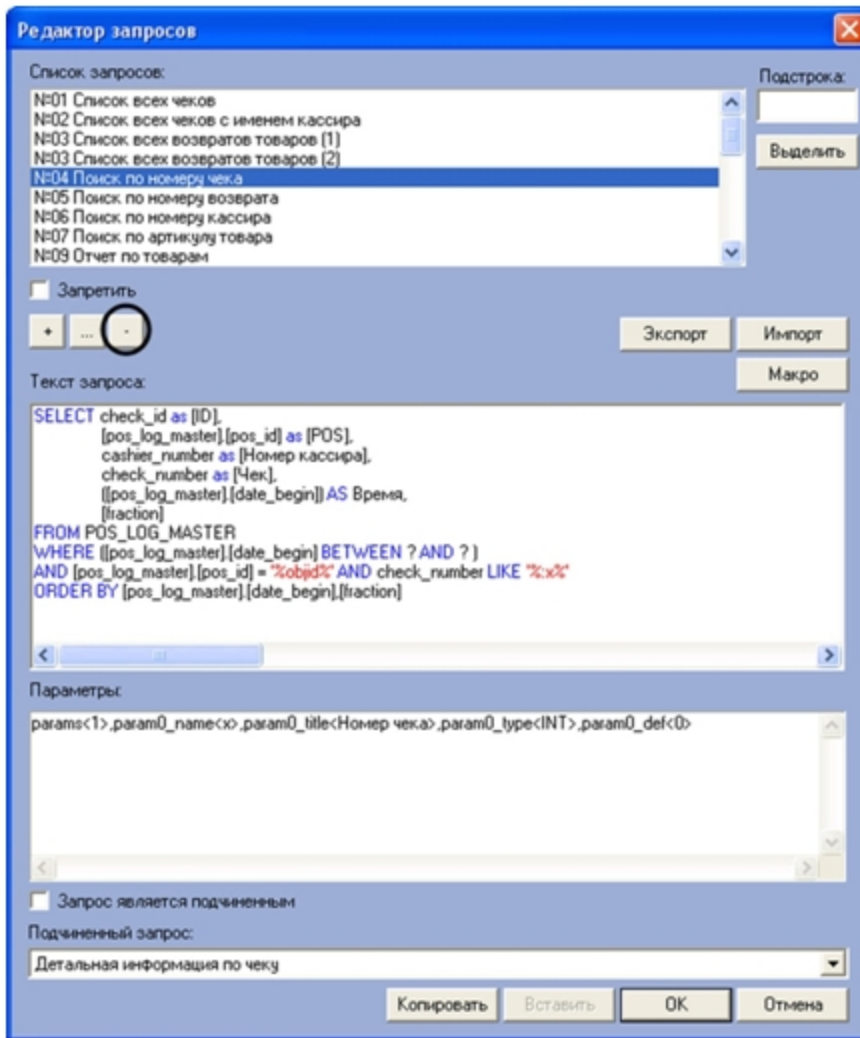 Редактор запросов
Список запросов:
Подстрока:
№01 Список всех чеков
№02 Список всех чеков с именем кассира
№03 Список всех возвратов товаров (1)
№03 Список всех возвратов товаров (2)
№04 Поиск по номеру чека
№05 Поиск по номеру возврата
№06 Поиск по номеру кассира
№07 Поиск по артикулу товара
№09 Отчет по товарам
Выделить
Запретить
+ ... -
Экспорт Импорт
Макро
Текст запроса:
SELECT check_id as [ID],
[pos_log_master].[pos_id] as [POS],
cashier_number as [Номер кассира],
check_number as [Чек],
([pos_log_master].[date_begin]) AS Время,
[fraction]
FROM POS_LOG_MASTER
WHERE ([pos_log_master].[date_begin] BETWEEN ? AND ? )
AND [pos_log_master].[pos_id] = '%objid%' AND check_number LIKE '%:x%'
ORDER BY [pos_log_master].[date_begin],[fraction]
Параметры:
params<1>,param0_name<x>,param0_title<Номер чека>,param0_type<INT>,param0_def<0>
Запрос является подчиненным
Подчиненный запрос:
Детальная информация по чеку
Копировать Вставить OK Отмена